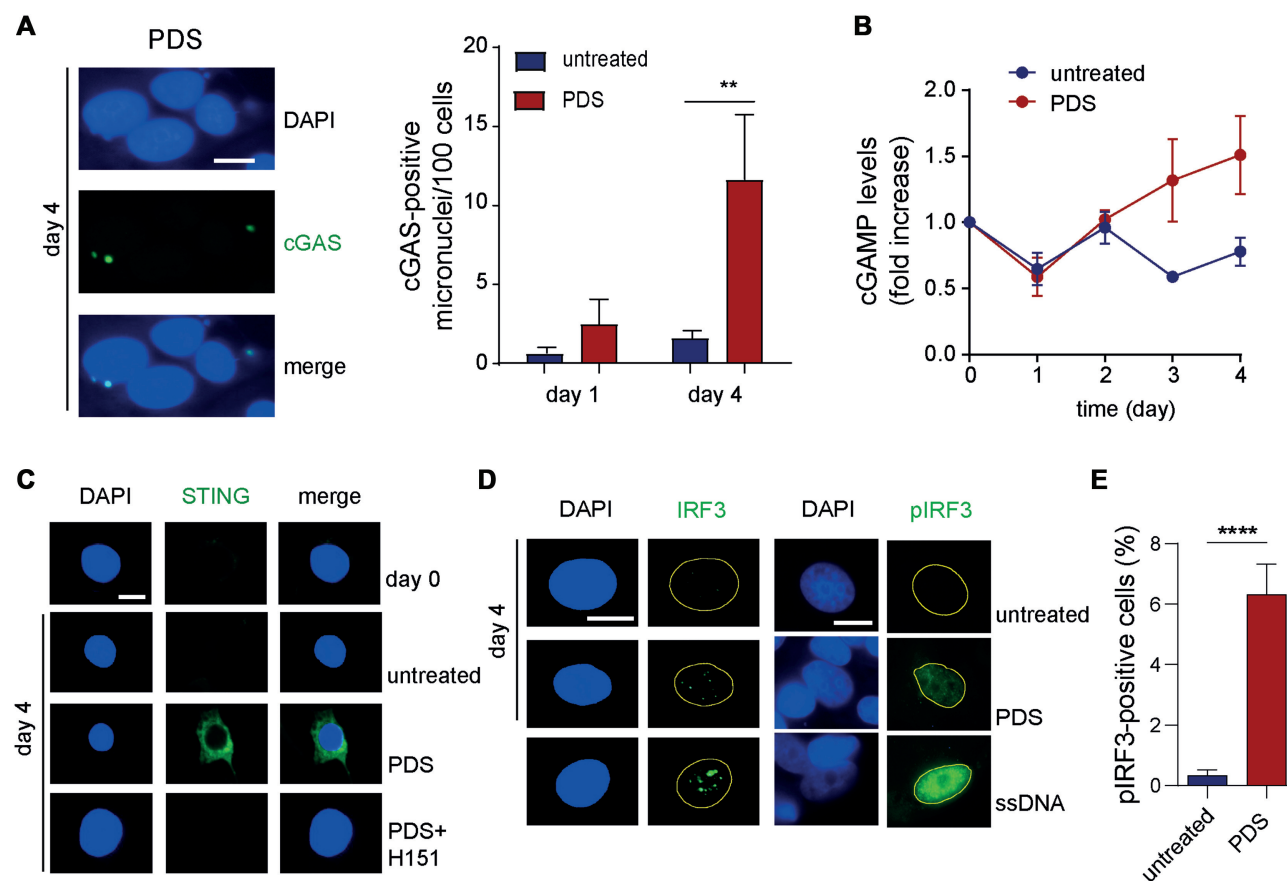 A
PDS
day 4
DAPI
cGAS
merge
cGAS-positive
micronuclei/100 cells
20
15
10
5
0
untreated
PDS
**
day 1
day 4
B
untreated
PDS
cGAMP levels
(fold increase)
2.0
1.5
1.0
0.5
0.0
0
1
2
3
4
time (day)
C
DAPI
STING
merge
day 0
day 4
untreated
PDS
PDS+
H151
D
DAPI
IRF3
DAPI
pIRF3
day 4
untreated
PDS
ssDNA
E
pIRF3-positive cells (%)
8
6
4
2
0
****
untreated
PDS